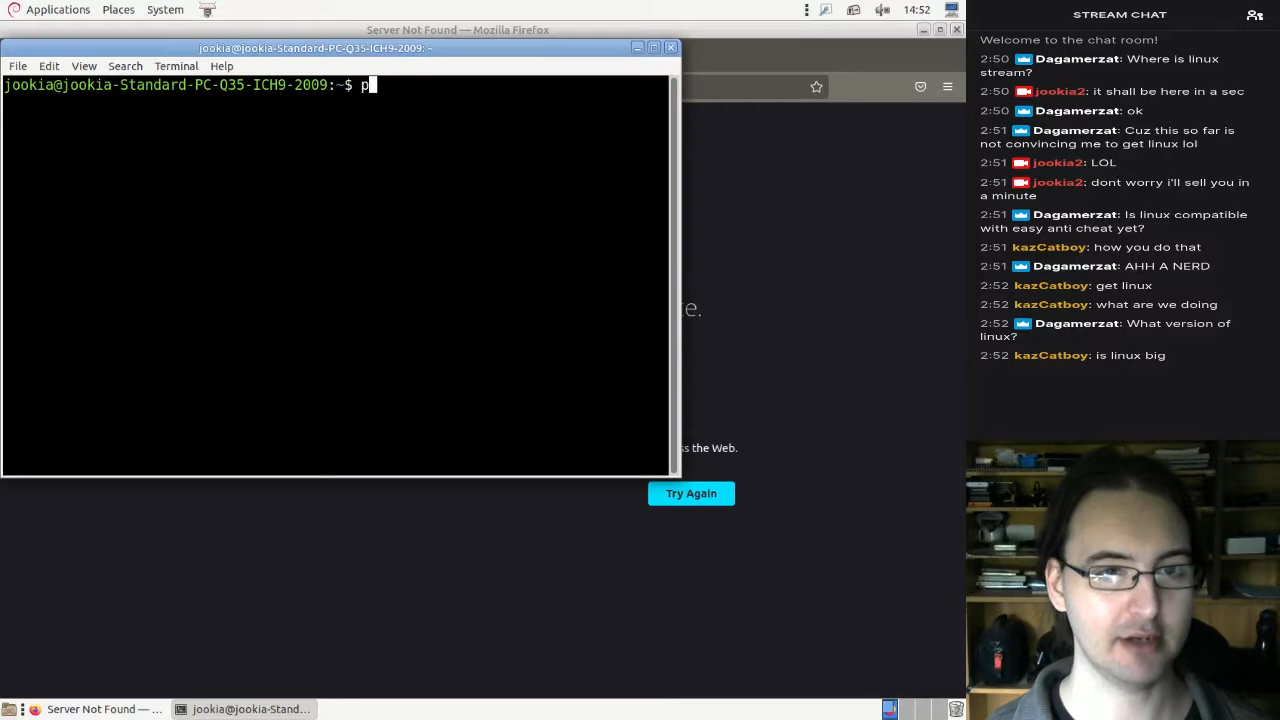 Applications Places System
14:52
Server Not Found — Mozilla Firefox
jookia@jookia-Standard-PC-Q35-ICH9-2009: ~
File Edit View Search Terminal Help
jookia@jookia-Standard-PC-Q35-ICH9-2009:~$ p
te.
ss the Web.
Try Again
Server Not Found — ...
jookia@jookia-Stand...
STREAM CHAT
Welcome to the chat room!
2:50 Dagamerzat: Where is linux
stream?
2:50 jookia2: it shall be here in a sec
2:50 Dagamerzat: ok
2:51 Dagamerzat: Cuz this so far is
not convincing me to get linux lol
2:51 jookia2: LOL
2:51 jookia2: dont worry i'll sell you in
a minute
2:51 Dagamerzat: Is linux compatible
with easy anti cheat yet?
2:51 kazCatboy: how you do that
2:51 Dagamerzat: AHH A NERD
2:52 kazCatboy: get linux
2:52 kazCatboy: what are we doing
2:52 Dagamerzat: What version of
linux?
2:52 kazCatboy: is linux big